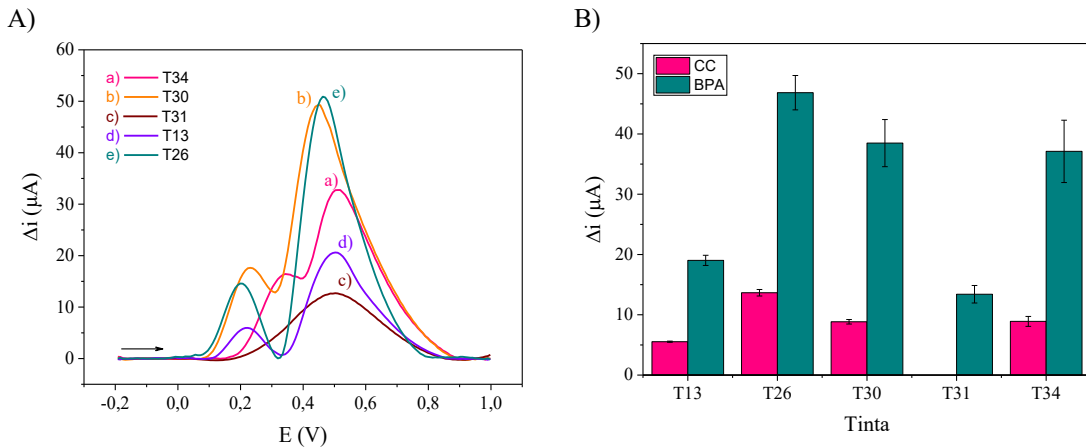 A)
60
50
40
30
20
10
0
Δi (μA)
-0,2 0,0 0,2 0,4 0,6 0,8 1,0
E (V)
a) T34
b) T30
c) T31
d) T13
e) T26
b) e)
a)
d)
c)
B)
50
40
30
20
10
0
Δi (μA)
CC
BPA
T13 T26 T30 T31 T34
Tinta